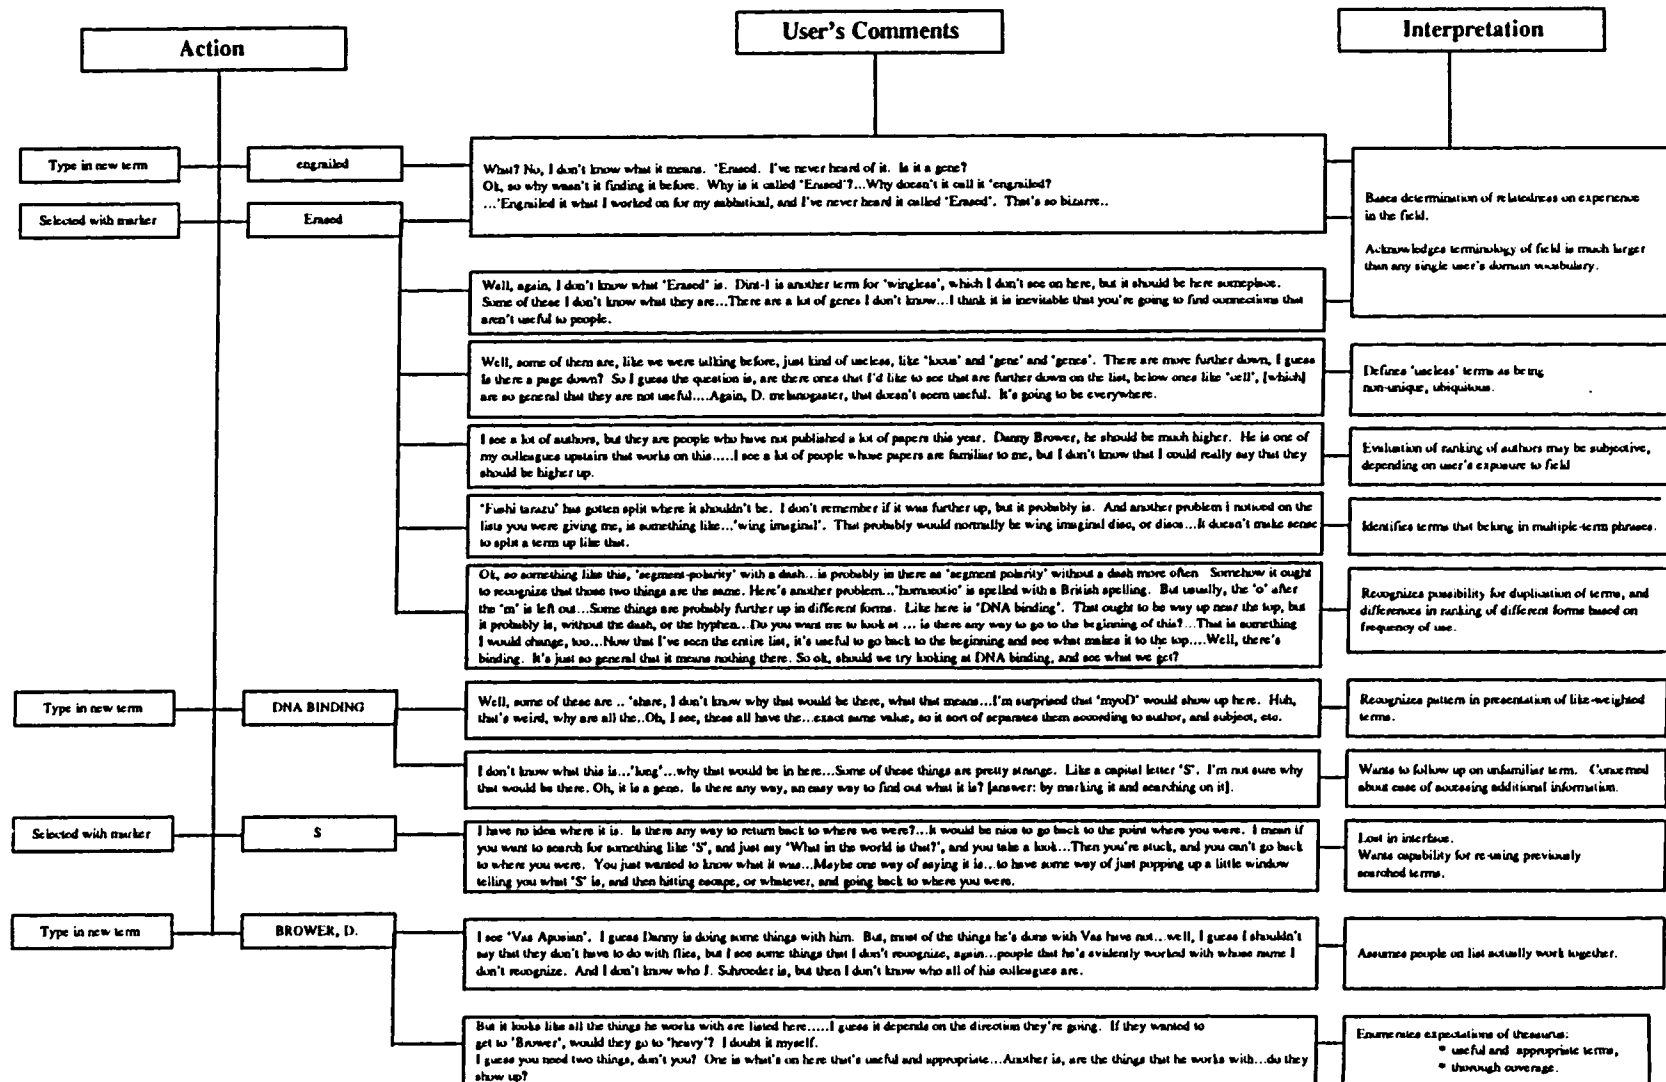 Action
User's Comments
Interpretation
Type in new term
engrailed
What? No, I don't know what it means. 'Erased. I've never heard of it. Is it a gene?
Ok, so why wasn't it finding it before. Why is it called 'Erased'?...Why doesn't it call it 'engrailed?
...'Engrailed it what I worked on for my sabbatical, and I've never heard it called 'Erased'. That's so bizarre..
Selected with marker
Erased
Bases determination of relatedness on experience
in the field.
Acknowledges terminology of field is much larger
than any single user's domain vocabulary.
Well, again, I don't know what 'Erased' is. Dint-1 is another term for 'wingless', which I don't see on here, but it should be here someplace.
Some of these I don't know what they are...There are a lot of genes I don't know...I think it is inevitable that you're going to find connections that
aren't useful to people.
Well, some of them are, like we were talking before, just kind of useless, like 'locus' and 'gene' and 'genes'. There are more further down, I guess
Is there a page down? So I guess the question is, are there ones that I'd like to see that are further down on the list, below ones like 'cell', [which]
are so general that they are not useful....Again, D. melanogaster, that doesn't seem useful. It's going to be everywhere.
Defines 'useless' terms as being
non-unique, ubiquitous.
I see a lot of authors, but they are people who have not published a lot of papers this year. Danny Brower, he should be much higher. He is one of
my colleagues upstairs that works on this.....I see a lot of people whose papers are familiar to me, but I don't know that I could really say that they
should be higher up.
Evaluation of ranking of authors may be subjective,
depending on user's exposure to field
'Fushi tarazu' has gotten split where it shouldn't be. I don't remember if it was further up, but it probably is. And another problem i noticed on the
lists you were giving me, is something like...'wing imaginal'. That probably would normally be wing imaginal disc, or discs...It doesn't make sense
to split a term up like that.
Identifies terms that belong in multiple-term phrases.
Ok, so something like this, 'segment-polarity' with a dash...is probably in there as 'segment polarity' without a dash more often Somehow it ought
to recognize that those two things are the same. Here's another problem...'homoeotic' is spelled with a British spelling. But usually, the 'o' after
the 'm' is left out...Some things are probably further up in different forms. Like here is 'DNA binding'. That ought to be way up near the top, but
it probably is, without the dash, or the hyphen...Do you want me to look at ... is there any way to go to the beginning of this?...That is something
I would change, too...Now that I've seen the entire list, it's useful to go back to the beginning and see what makes it to the top....Well, there's
binding. It's just so general that it means nothing there. So ok, should we try looking at DNA binding, and see what we get?
Recognizes possibility for duplication of terms, and
differences in ranking of different forms based on
frequency of use.
Type in new term
DNA BINDING
Well, some of these are .. 'share, I don't know why that would be there, what that means...I'm surprised that 'myoD' would show up here. Huh,
that's weird, why are all the..Oh, I see, these all have the...exact same value, so it sort of separates them according to author, and subject, etc.
Recognizes pattern in presentation of like-weighted
terms.
I don't know what this is...'long'...why that would be in here...Some of these things are pretty strange. Like a capital letter 'S'. I'm not sure why
that would be there. Oh, it is a gene. Is there any way, an easy way to find out what it is? [answer: by marking it and searching on it].
Wants to follow up on unfamiliar term. Concerned
about ease of accessing additional information.
Selected with marker
S
I have no idea where it is. Is there any way to return back to where we were?...It would be nice to go back to the point where you were. I mean if
you want to search for something like 'S', and just say 'What in the world is that?', and you take a look...Then you're stuck, and you can't go back
to where you were. You just wanted to know what it was...Maybe one way of saying it is...to have some way of just popping up a little window
telling you what 'S' is, and then hitting escape, or whatever, and going back to where you were.
Lost in interface.
Wants capability for re-using previously
searched terms.
Type in new term
BROWER, D.
I see 'Vas Aposian'. I guess Danny is doing some things with him. But, most of the things he's done with Vas have not...well, I guess I shouldn't
say that they don't have to do with flies, but I see some things that I don't recognize, again...people that he's evidently worked with whose name I
don't recognize. And I don't know who J. Schroeder is, but then I don't know who all of his colleagues are.
Assumes people on list actually work together.
But it looks like all the things he works with are listed here.....I guess it depends on the direction they're going. If they wanted to
get to 'Brower', would they go to 'heavy'? I doubt it myself.
I guess you need two things, don't you? One is what's on here that's useful and appropriate...Another is, are the things that he works with...do they
show up?
Enumerates expectations of thesaurus:
* useful and appropriate terms,
* thorough coverage.